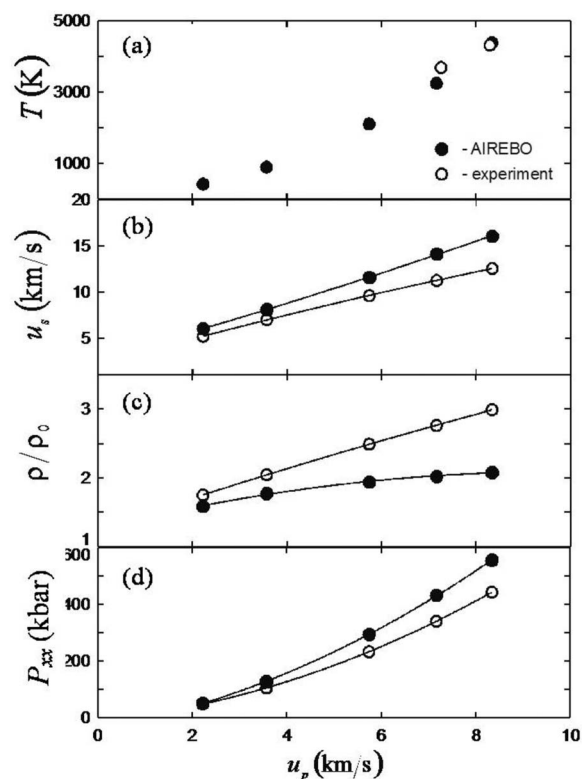 5000
(a)
T (K)
3000
- AIREBO
1000
- experiment
20
(b)
15
u_s (km/s)
10
5
(c)
3
ρ/ρ₀
2
1
600
(d)
400
P_xx (kbar)
200
0
0 2 4 6 8 10
u_p (km/s)